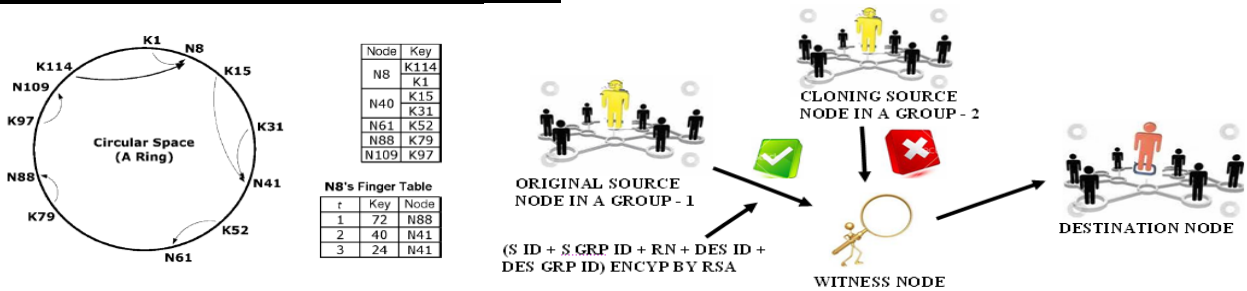 K1
N8
K114
K15
N109
K97
K31
Circular Space
(A Ring)
N88
N41
K79
K52
N61
Node Key
N8 K114
K1
N40 K15
K31
N61 K52
N88 K79
N109 K97
N8's Finger Table
t Key Node
1 72 N88
2 40 N41
3 24 N41
CLONING SOURCE
NODE IN A GROUP - 2
ORIGINAL SOURCE
NODE IN A GROUP - 1
(S ID + S GRP ID + RN + DES ID +
DES GRP ID) ENCYP BY RSA
WITNESS NODE
DESTINATION NODE